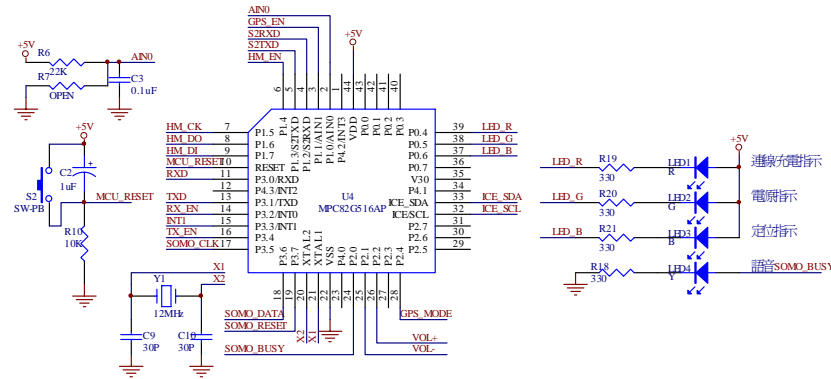 AIN0
GPS_EN
S2RXD
S2TXD
HM_EN
+5V
+5V
R6
22K
AIN0
R7
OPEN
C3
0.1uF
6
5
4
3
2
1
44
43
42
41
40
P1.4
P1.3/S2TXD
P1.2/S2RXD
P1.1/AIN1
P1.0/AIN0
P4.2/INT3
VDD
P0.0
P0.1
P0.2
P0.3
HM_CK 7 P1.5
HM_DO 8 P1.6
HM_DI 9 P1.7
MCU_RESET 10 RESET
RXD 11 P3.0/RXD
12 P4.3/INT2
TXD 13 P3.1/TXD
RX_EN 14 P3.2/INT0
INT1 15 P3.3/INT1
TX_EN 16 P3.4
SOMO_CLK 17 P3.5
U4
MPC82G516AP
P0.4 39 LED_R
P0.5 38 LED_G
P0.6 37 LED_B
P0.7 36
V30 35
P4.1 34
ICE_SDA 33 ICE_SDA
ICE/SCL 32 ICE_SCL
P2.7 31
P2.6 30
P2.5 29
P3.6
P3.7
XTAL2
XTAL1
VSS
P4.0
P2.0
P2.1
P2.2
P2.3
P2.4
18
19
20
21
22
23
24
25
26
27
28
SOMO_DATA
SOMO_RESET
X2
X1
SOMO_BUSY
GPS_MODE
VOL+
VOL-
+5V
C2
1uF
+
S2
SW-PB
MCU_RESET
R10
10K
X1
X2
Y1
12MHz
C9
30P
C10
30P
+5V
LED_R R19 330 LED1 R 連線/充電指示
LED_G R20 330 LED2 G 電源指示
LED_B R21 330 LED3 B 定位指示
R18 330 LED4 Y 語音 SOMO_BUSY